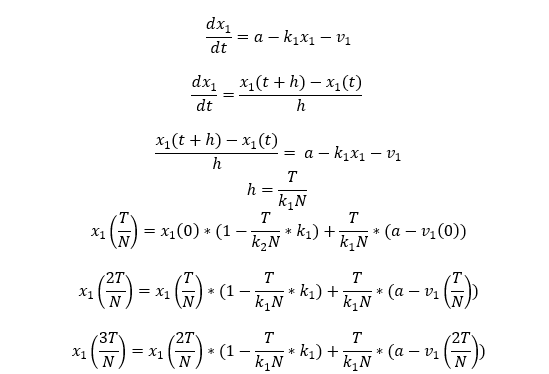 dx₁/dt = a − k₁x₁ − v₁
dx₁/dt = (x₁(t + h) − x₁(t))/h
(x₁(t + h) − x₁(t))/h = a − k₁x₁ − v₁
h = T/(k₁N)
x₁(T/N) = x₁(0) * (1 − T/(k₂N) * k₁) + T/(k₁N) * (a − v₁(0))
x₁(2T/N) = x₁(T/N) * (1 − T/(k₁N) * k₁) + T/(k₁N) * (a − v₁(T/N))
x₁(3T/N) = x₁(2T/N) * (1 − T/(k₁N) * k₁) + T/(k₁N) * (a − v₁(2T/N))